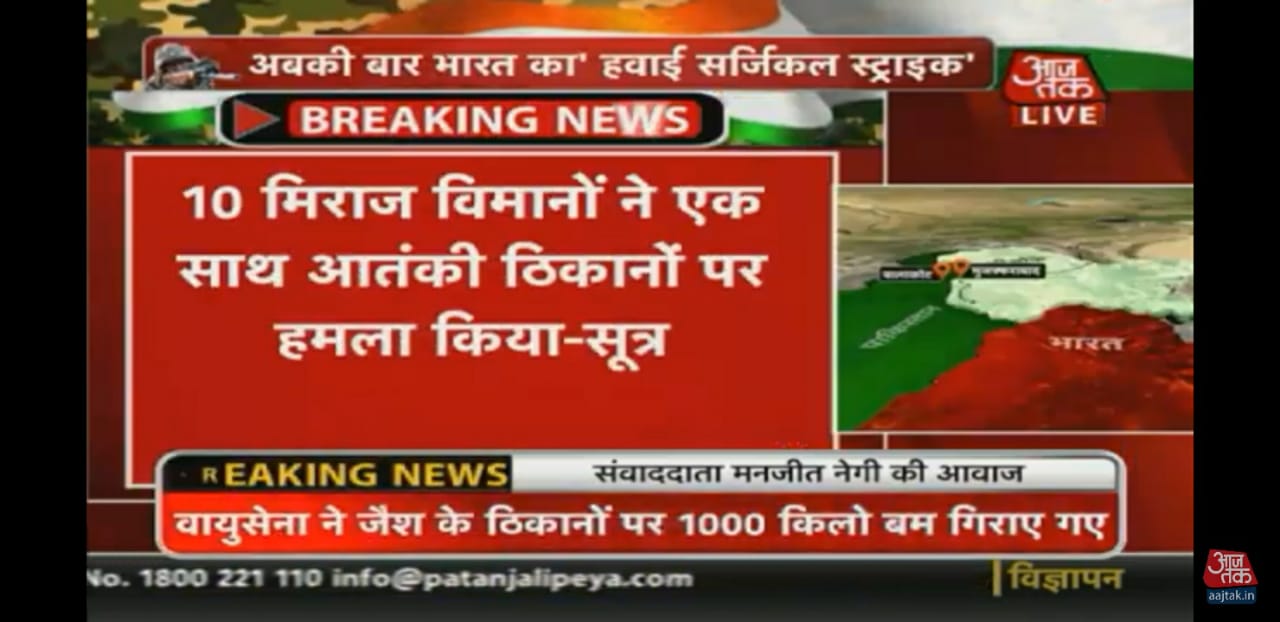 अबकी बार भारत का' हवाई सर्जिकल स्ट्राइक'
आज तक
LIVE
BREAKING NEWS
10 मिराज विमानों ने एक
साथ आतंकी ठिकानों पर
हमला किया-सूत्र
बालाकोट मुजफ्फराबाद
पाकिस्तान
भारत
REAKING NEWS संवाददाता मनजीत नेगी की आवाज
वायुसेना ने जैश के ठिकानों पर 1000 किलो बम गिराए गए
No. 1800 221 110 info@patanjalipeya.com
विज्ञापन
आज तक
aajtak.in